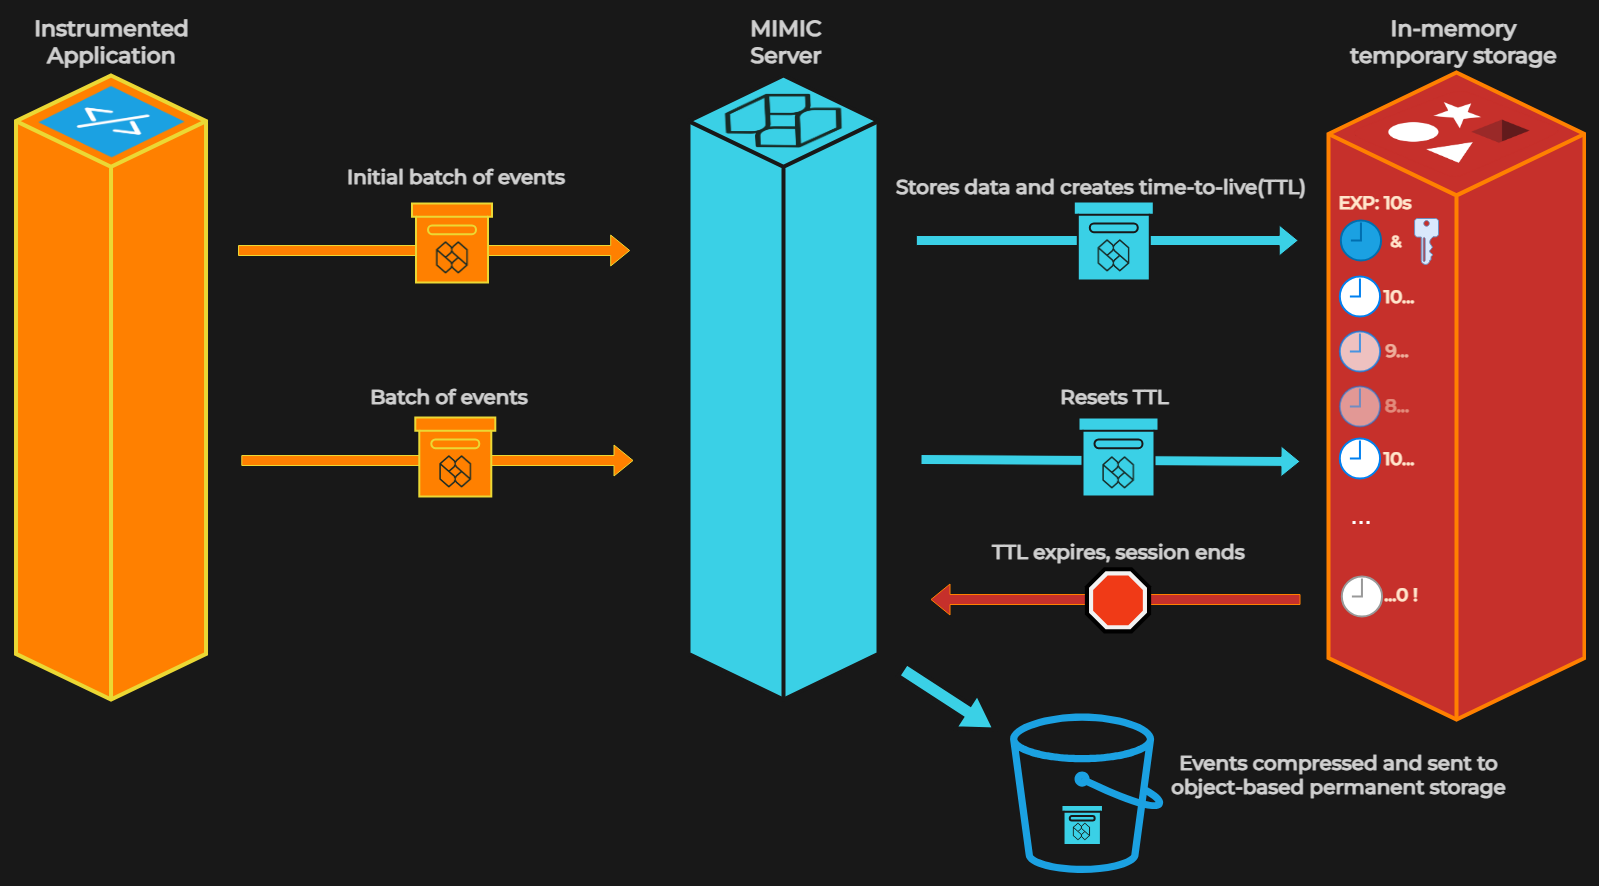 Instrumented
Application
MIMIC
Server
In-memory
temporary storage
Initial batch of events
Stores data and creates time-to-live(TTL)
EXP: 10s
&
10...
9...
8...
Batch of events
Resets TTL
10...
...
TTL expires, session ends
...0 !
Events compressed and sent to
object-based permanent storage